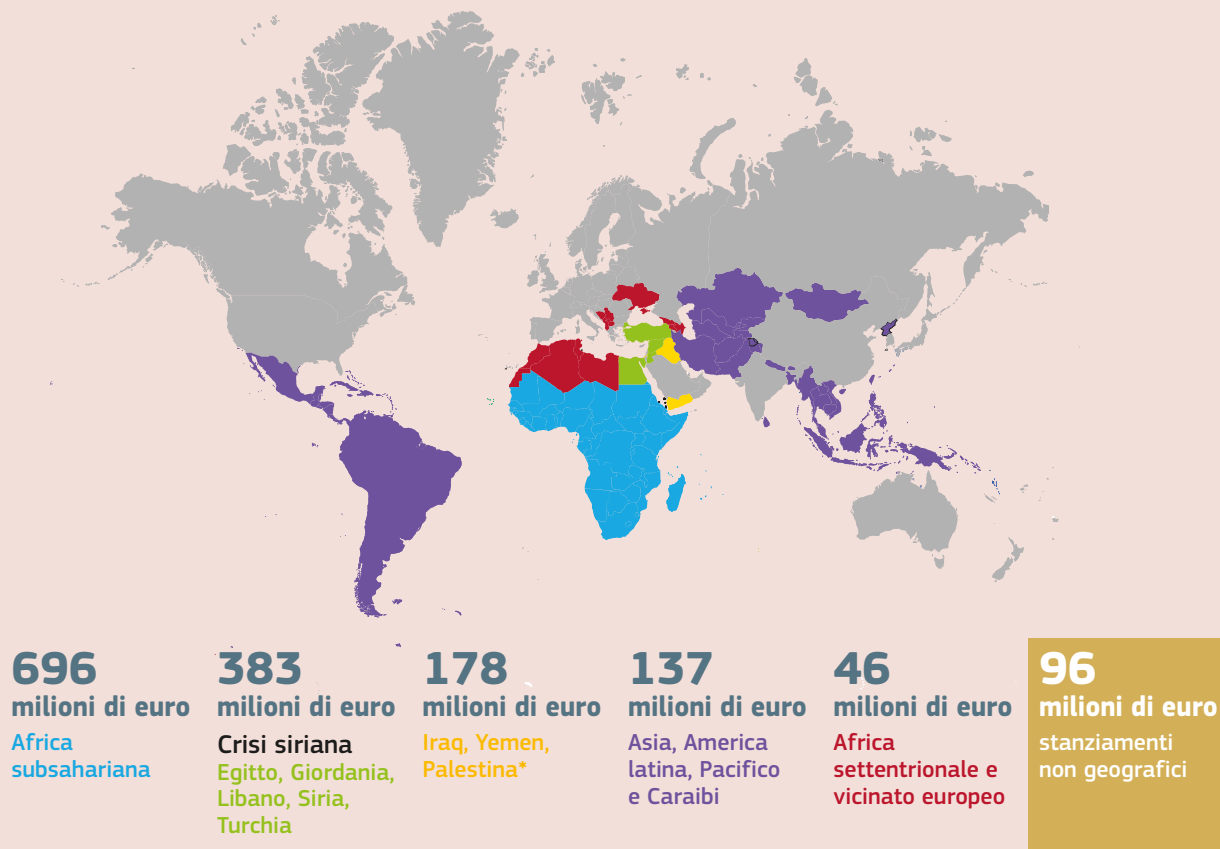 696
milioni di euro
Africa
subsahariana
383
milioni di euro
Crisi siriana
Egitto, Giordania,
Libano, Siria,
Turchia
178
milioni di euro
Iraq, Yemen,
Palestina*
137
milioni di euro
Asia, America
latina, Pacifico
e Caraibi
46
milioni di euro
Africa
settentrionale e
vicinato europeo
96
milioni di euro
stanziamenti
non geografici